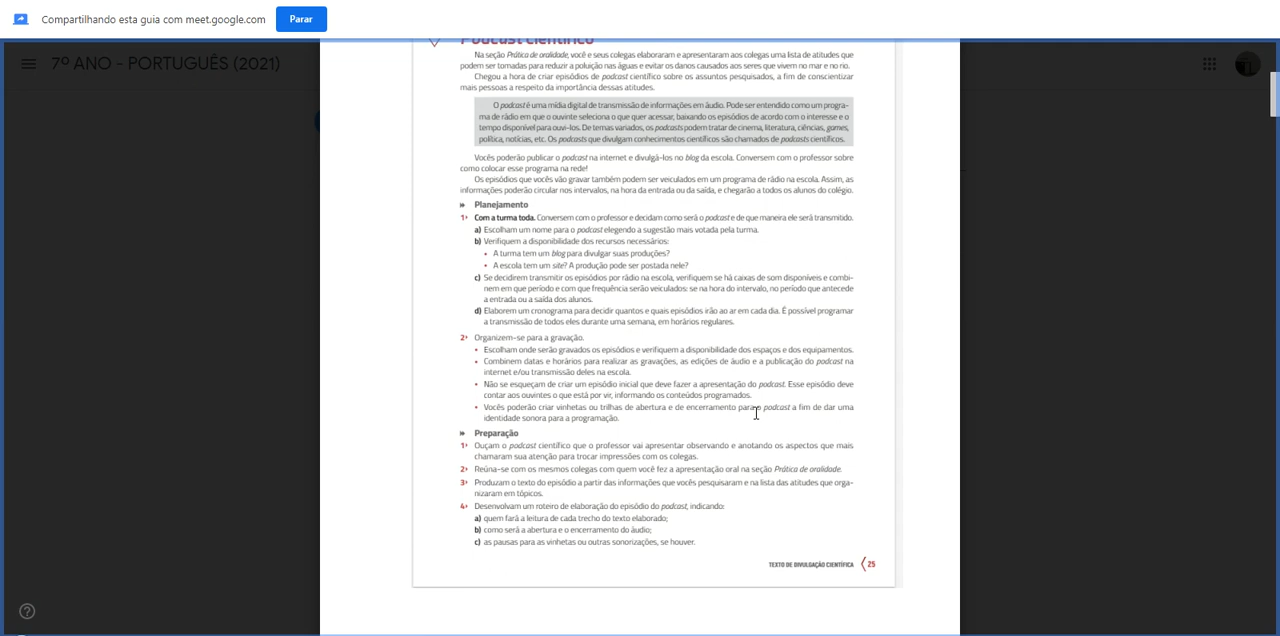 Compartilhando esta guia com meet.google.com
Parar
7º ANO - PORTUGUÊS (2021)
Podcast científico
Na seção Prática de oralidade, você e seus colegas elaboraram e apresentaram aos colegas uma lista de atitudes que
podem ser tomadas para reduzir a poluição nas águas e evitar os danos causados aos seres que vivem no mar e no rio.
Chegou a hora de criar episódios de podcast científico sobre os assuntos pesquisados, a fim de conscientizar
mais pessoas a respeito da importância dessas atitudes.
O podcast é uma mídia digital de transmissão de informações em áudio. Pode ser entendido como um progra-
ma de rádio em que o ouvinte seleciona o que quer acessar, baixando os episódios de acordo com o interesse e o
tempo disponível para ouvi-los. De temas variados, os podcasts podem tratar de cinema, literatura, ciências, games,
política, notícias, etc. Os podcasts que divulgam conhecimentos científicos são chamados de podcasts científicos.
Vocês poderão publicar o podcast na internet e divulgá-los no blog da escola. Conversem com o professor sobre
como colocar esse programa na rede!
Os episódios que vocês vão gravar também podem ser veiculados em um programa de rádio na escola. Assim, as
informações poderão circular nos intervalos, na hora da entrada ou da saída, e chegarão a todos os alunos do colégio.
Planejamento
1 Com a turma toda. Conversem com o professor e decidam como será o podcast e de que maneira ele será transmitido.
a) Escolham um nome para o podcast elegendo a sugestão mais votada pela turma.
b) Verifiquem a disponibilidade dos recursos necessários:
• A turma tem um blog para divulgar suas produções?
• A escola tem um site? A produção pode ser postada nele?
c) Se decidirem transmitir os episódios por rádio na escola, verifiquem se há caixas de som disponíveis e combi-
nem em que período e com que frequência serão veiculados: se na hora do intervalo, no período que antecede
a entrada ou a saída dos alunos.
d) Elaborem um cronograma para decidir quantos e quais episódios irão ao ar em cada dia. É possível programar
a transmissão de todos eles durante uma semana, em horários regulares.
2 Organizem-se para a gravação.
• Escolham onde serão gravados os episódios e verifiquem a disponibilidade dos espaços e dos equipamentos.
• Combinem datas e horários para realizar as gravações, as edições de áudio e a publicação do podcast na
internet e/ou transmissão deles na escola.
• Não se esqueçam de criar um episódio inicial que deve fazer a apresentação do podcast. Esse episódio deve
contar aos ouvintes o que está por vir, informando os conteúdos programados.
• Vocês poderão criar vinhetas ou trilhas de abertura e de encerramento para o podcast a fim de dar uma
identidade sonora para a programação.
Preparação
1 Ouçam o podcast científico que o professor vai apresentar observando e anotando os aspectos que mais
chamaram sua atenção para trocar impressões com os colegas.
2 Reúna-se com os mesmos colegas com quem você fez a apresentação oral na seção Prática de oralidade.
3 Produzam o texto do episódio a partir das informações que vocês pesquisaram e na lista das atitudes que orga-
nizaram em tópicos.
4 Desenvolvam um roteiro de elaboração do episódio do podcast, indicando:
a) quem fará a leitura de cada trecho do texto elaborado;
b) como será a abertura e o encerramento do áudio;
c) as pausas para as vinhetas ou outras sonorizações, se houver.
TEXTO DE DIVULGAÇÃO CIENTÍFICA 25